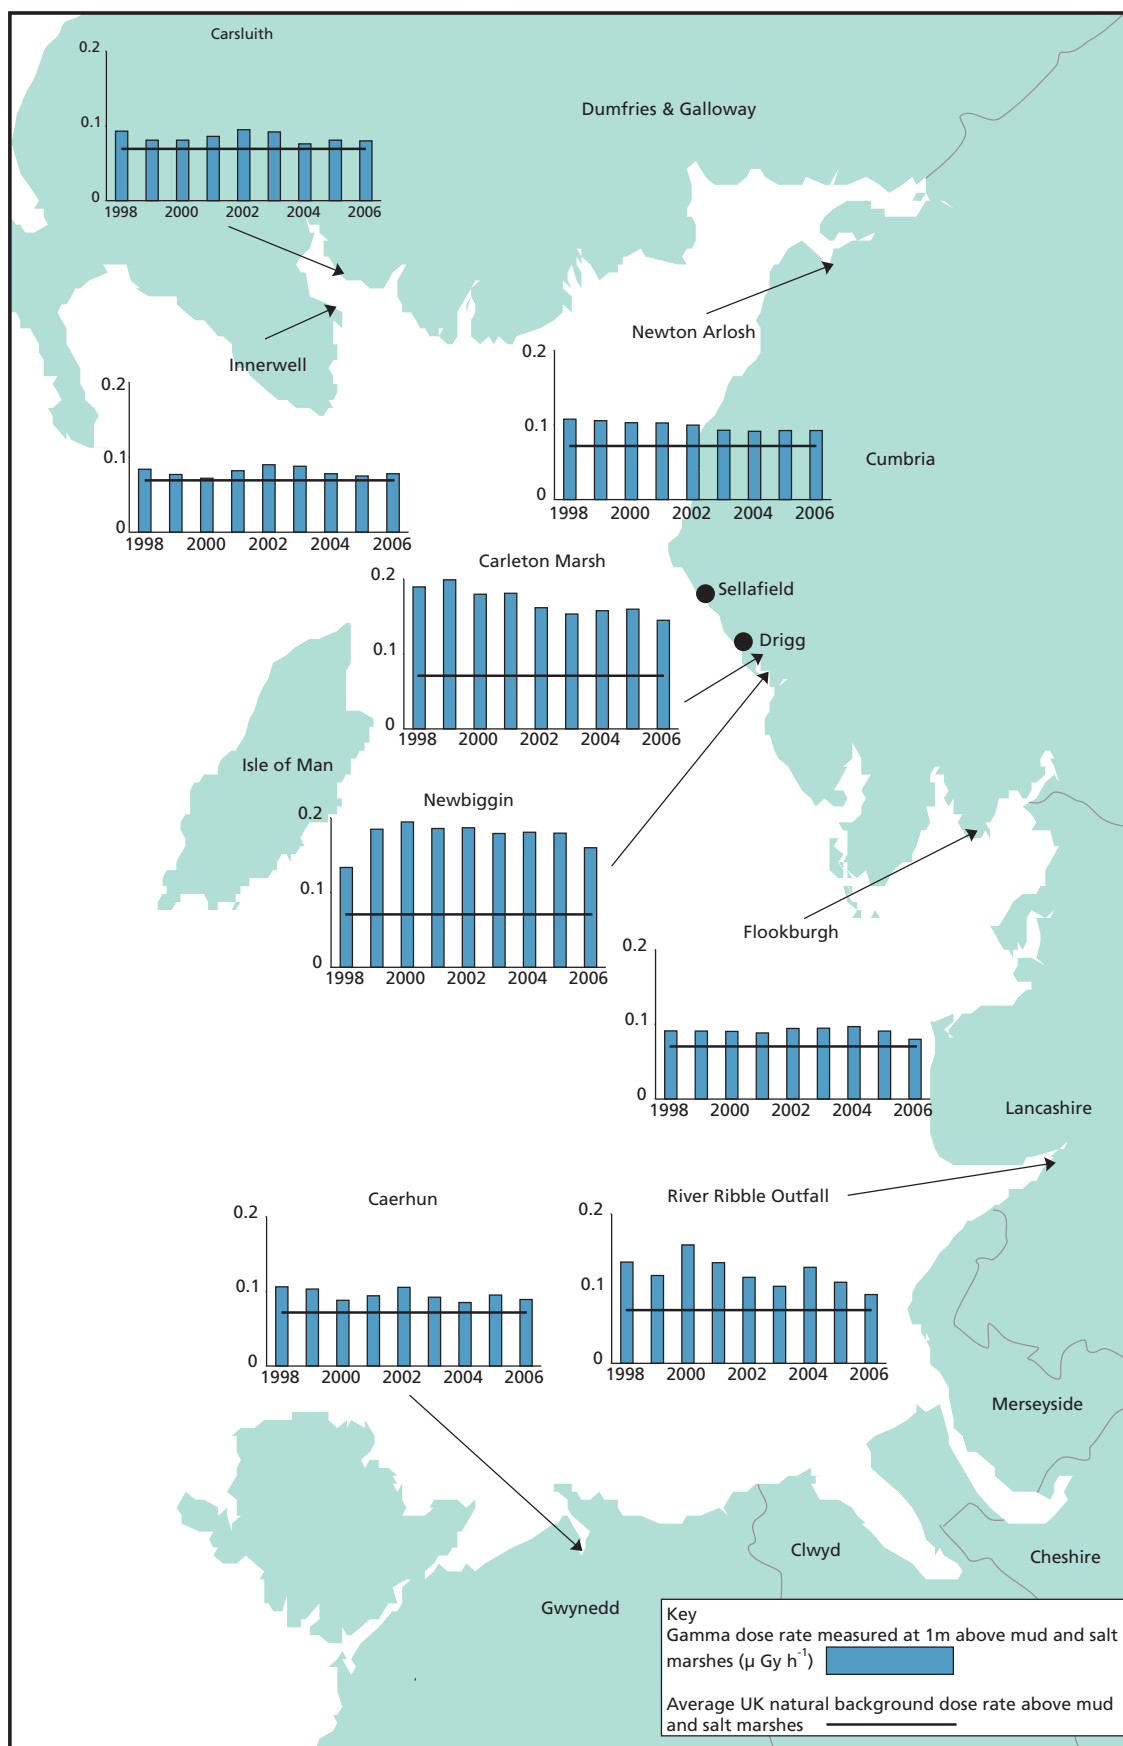 Carsluith
0.2
0.1
0
1998 2000 2002 2004 2006
Dumfries & Galloway
Newton Arlosh
0.2
0.1
0
1998 2000 2002 2004 2006
Innerwell
0.2
0.1
0
1998 2000 2002 2004 2006
Cumbria
Carleton Marsh
0.2
0.1
0
1998 2000 2002 2004 2006
Sellafield
Drigg
Isle of Man
Newbiggin
0.2
0.1
0
1998 2000 2002 2004 2006
Flookburgh
0.2
0.1
0
1998 2000 2002 2004 2006
Lancashire
Caerhun
0.2
0.1
0
1998 2000 2002 2004 2006
River Ribble Outfall
0.2
0.1
0
1998 2000 2002 2004 2006
Merseyside
Clwyd
Cheshire
Gwynedd
Key
Gamma dose rate measured at 1m above mud and salt
marshes (μ Gy h⁻¹)
Average UK natural background dose rate above mud
and salt marshes